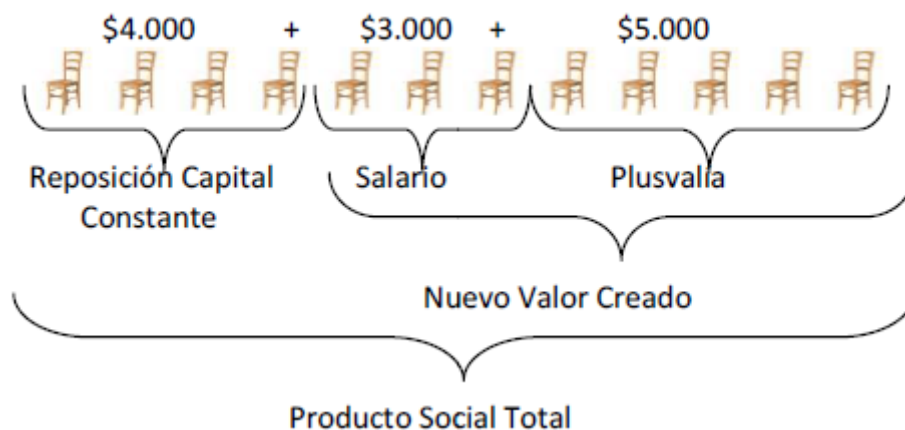 $4.000 + $3.000 + $5.000
Reposición Capital Constante
Salario
Plusvalía
Nuevo Valor Creado
Producto Social Total